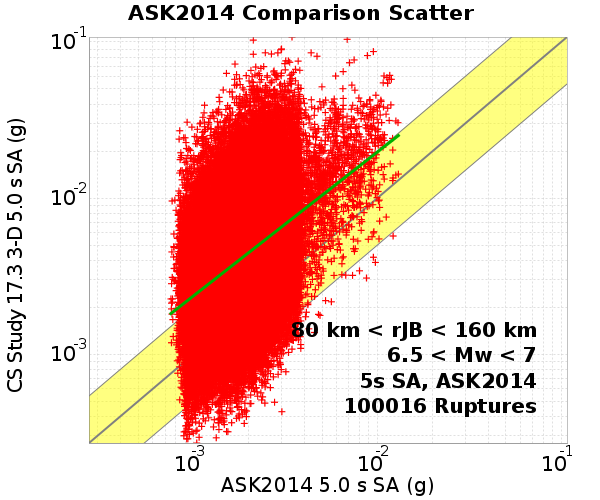 ASK2014 Comparison Scatter
10-1
10-2
10-3
CS Study 17.3 3-D 5.0 s SA (g)
80 km < rJB < 160 km
6.5 < Mw < 7
5s SA, ASK2014
100016 Ruptures
10-3 10-2 10-1
ASK2014 5.0 s SA (g)